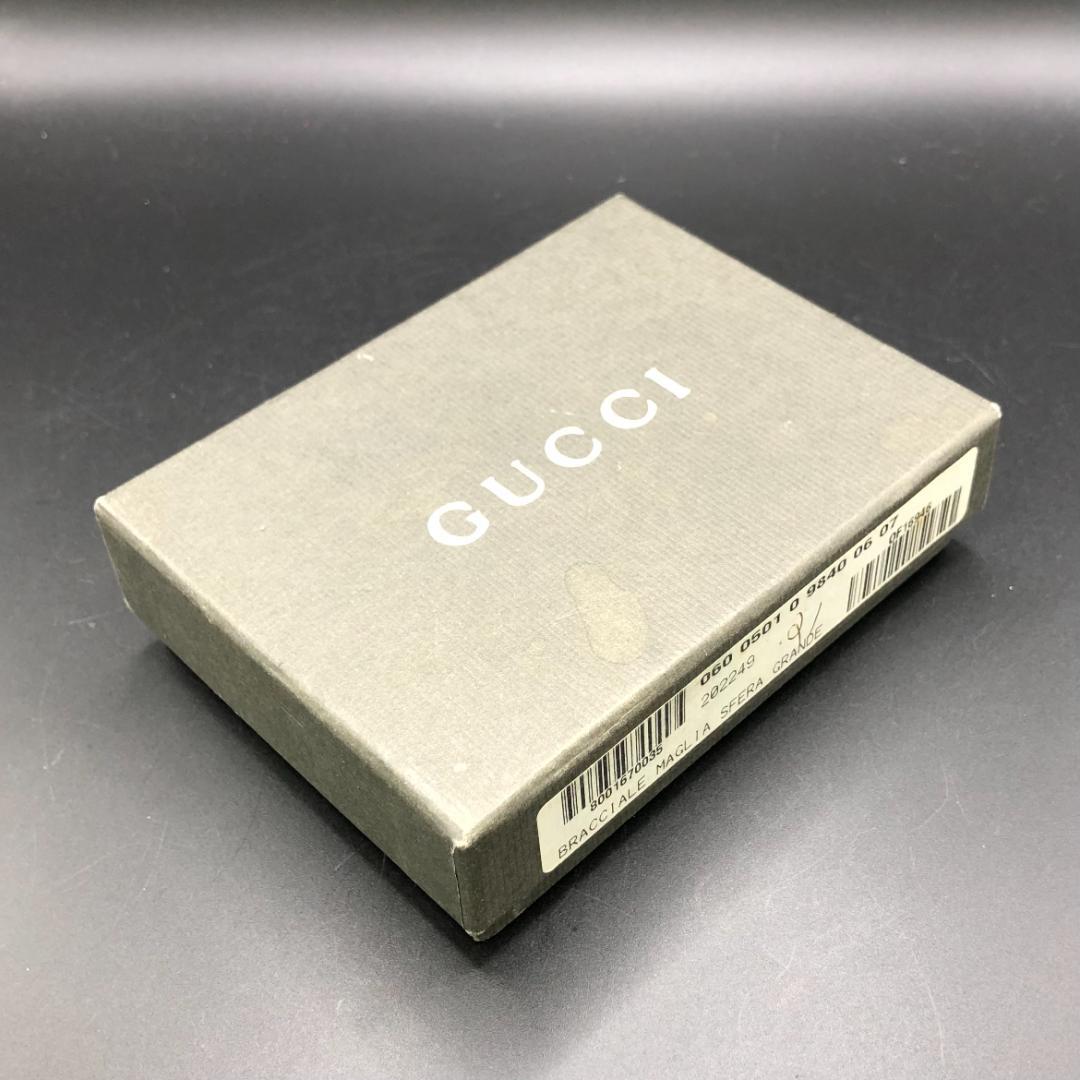 GUCCI
060 0501 0 9840 06 07
202249
8001670035
BRACCIALE MAGLIA SFERA GRANDE